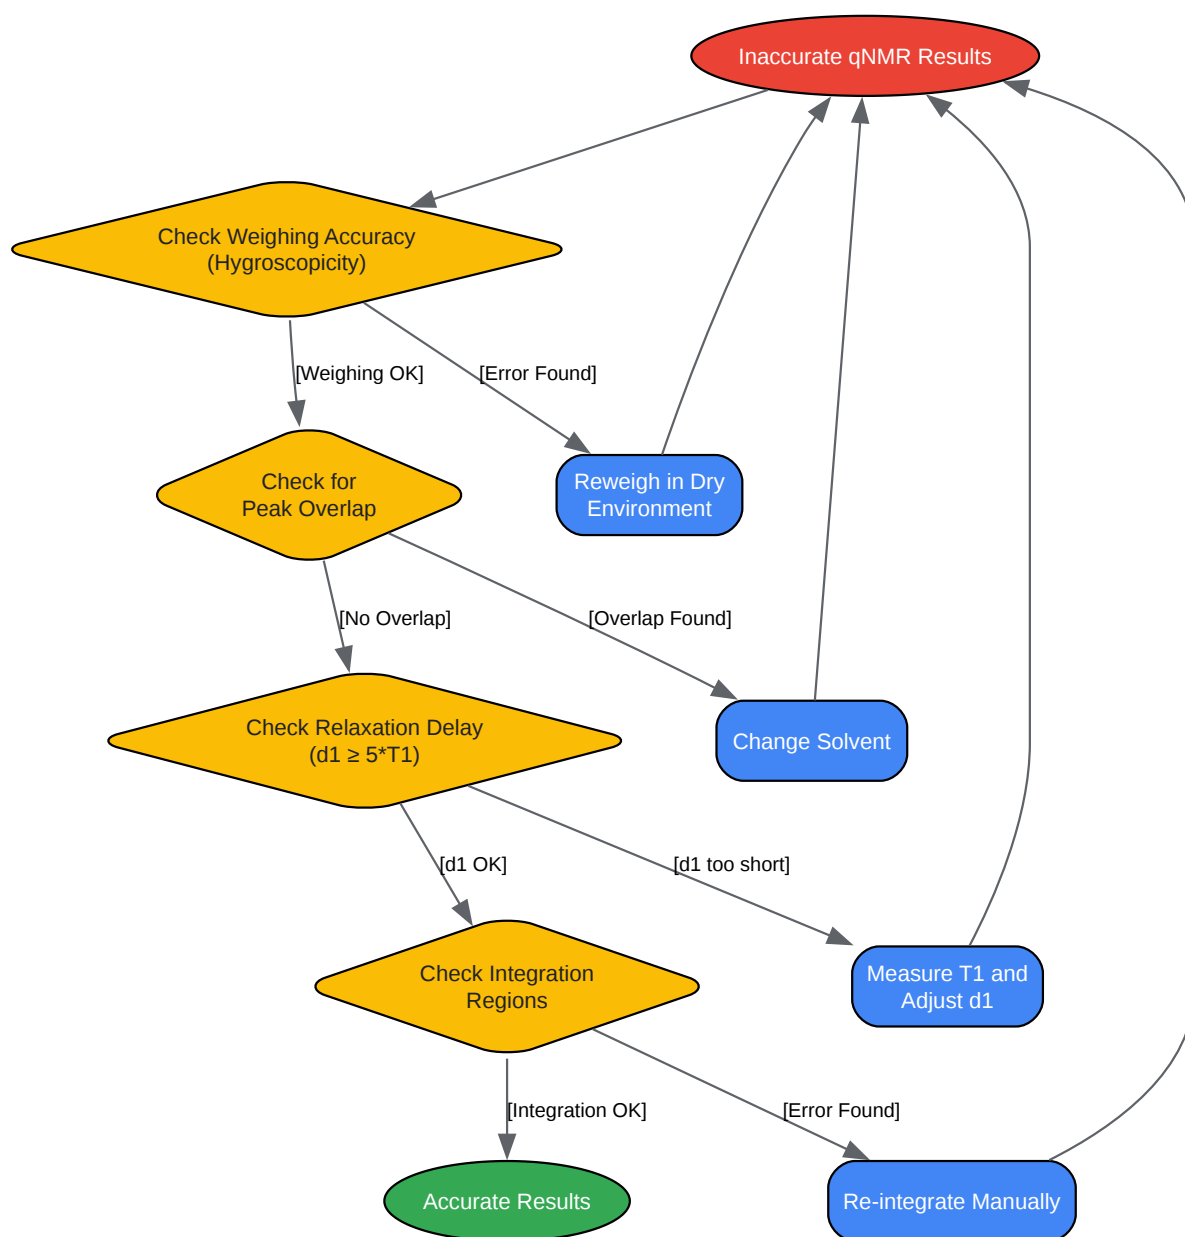 Inaccurate qNMR Results
Check Weighing Accuracy
(Hygroscopicity)
[Weighing OK]
[Error Found]
Check for
Peak Overlap
Reweigh in Dry
Environment
[No Overlap]
[Overlap Found]
Check Relaxation Delay
(d1 ≥ 5*T1)
Change Solvent
[d1 OK]
[d1 too short]
Check Integration
Regions
Measure T1 and
Adjust d1
[Integration OK]
[Error Found]
Accurate Results
Re-integrate Manually